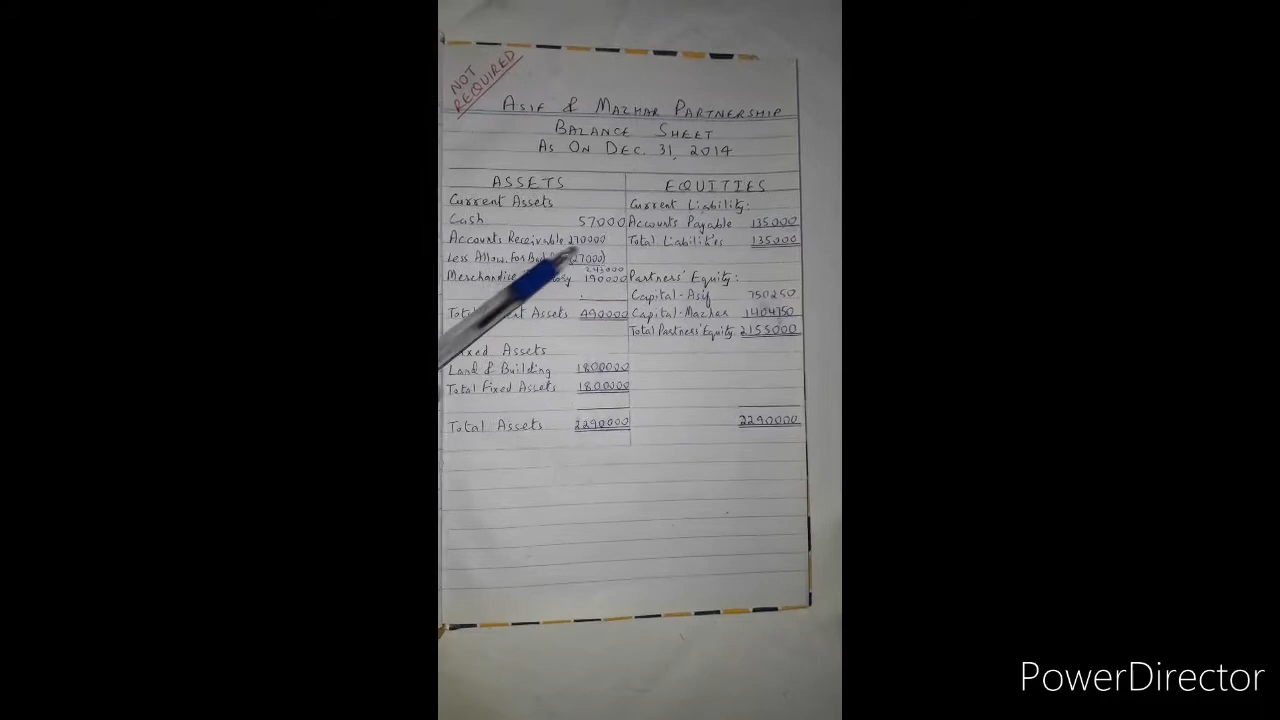 NOT
REQUIRED
ASIF & MAZHAR PARTNERSHIP
BALANCE SHEET
AS ON DEC. 31, 2014
ASSETS
Current Assets
Cash 57000
Accounts Receivable 270000
Less Allow. for Bad (27000)
243000
Merchandise 190000
Assets 490000
Fixed Assets
Land & Building 1800000
Total Fixed Assets 1800000
Total Assets 2290000
EQUITIES
Current Liability:
Accounts Payable 135000
Total Liabilities 135000
Partners' Equity:
Capital-Asif 750250
Capital-Mazhar 1404750
Total Partners' Equity 2155000
2290000
PowerDirector